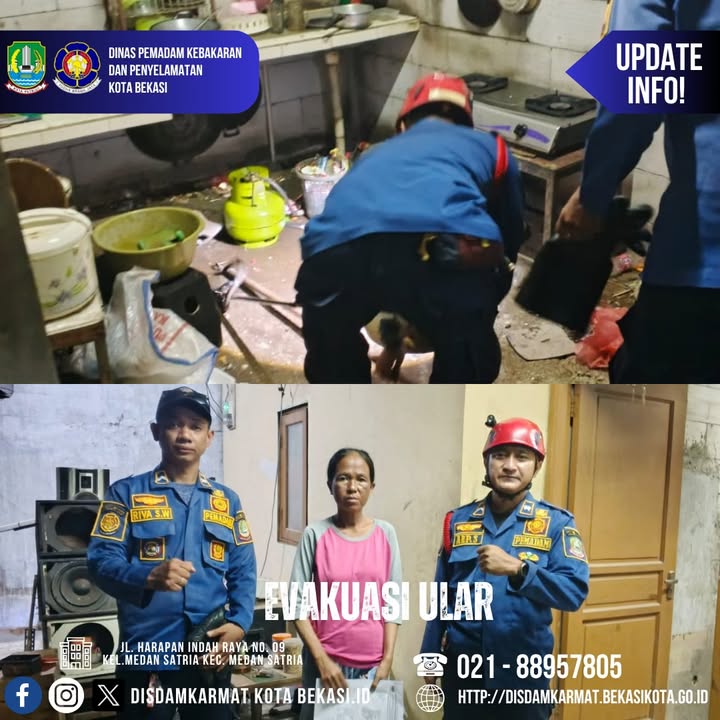 DINAS PEMADAM KEBAKARAN
DAN PENYELAMATAN
KOTA BEKASI
UPDATE
INFO!
RIVA S.W
PEMADAM
PEMADAM
EVAKUASI ULAR
JL. HARAPAN INDAH RAYA NO. 09
KEL.MEDAN SATRIA KEC. MEDAN SATRIA
021 - 88957805
DISDAMKARMAT KOTA BEKASI.ID
HTTP://DISDAMKARMAT.BEKASIKOTA.GO.ID